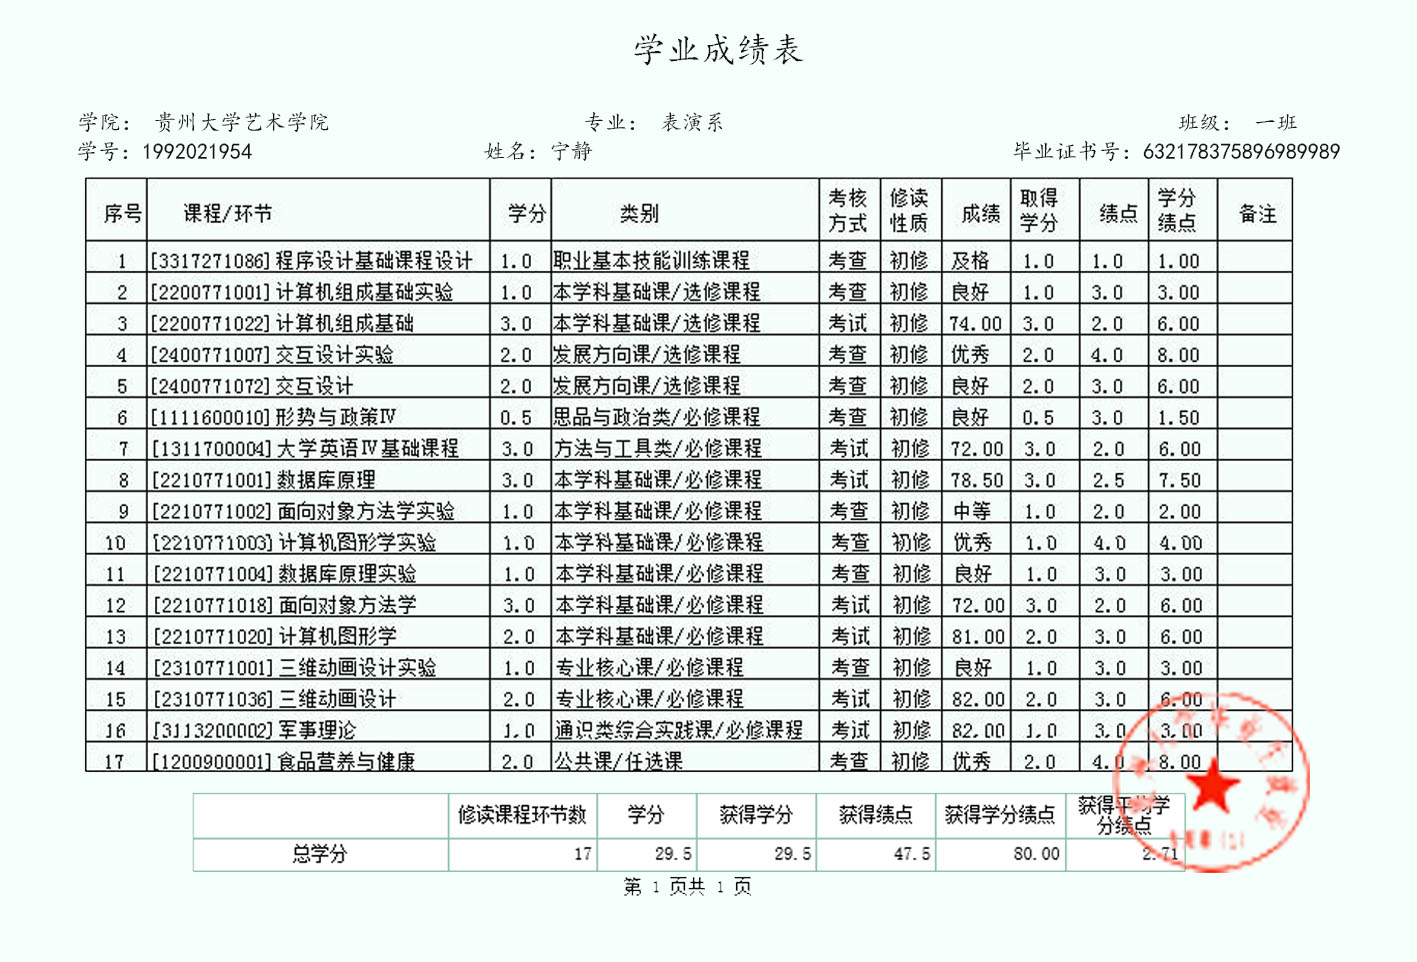 学业成绩表
学院： 贵州大学艺术学院 专业： 表演系 班级： 一班
学号：1992021954 姓名：宁静 毕业证书号：632178375896989989
序号 课程/环节 学分 类别 考核方式 修读性质 成绩 取得学分 绩点 学分绩点 备注
1 [3317271086]程序设计基础课程设计 1.0 职业基本技能训练课程 考查 初修 及格 1.0 1.0 1.00
2 [2200771001]计算机组成基础实验 1.0 本学科基础课/选修课程 考查 初修 良好 1.0 3.0 3.00
3 [2200771022]计算机组成基础 3.0 本学科基础课/选修课程 考试 初修 74.00 3.0 2.0 6.00
4 [2400771007]交互设计实验 2.0 发展方向课/选修课程 考查 初修 优秀 2.0 4.0 8.00
5 [2400771072]交互设计 2.0 发展方向课/选修课程 考查 初修 良好 2.0 3.0 6.00
6 [1111600010]形势与政策Ⅳ 0.5 思品与政治类/必修课程 考查 初修 良好 0.5 3.0 1.50
7 [1311700004]大学英语Ⅳ基础课程 3.0 方法与工具类/必修课程 考试 初修 72.00 3.0 2.0 6.00
8 [2210771001]数据库原理 3.0 本学科基础课/必修课程 考试 初修 78.50 3.0 2.5 7.50
9 [2210771002]面向对象方法学实验 1.0 本学科基础课/必修课程 考查 初修 中等 1.0 2.0 2.00
10 [2210771003]计算机图形学实验 1.0 本学科基础课/必修课程 考查 初修 优秀 1.0 4.0 4.00
11 [2210771004]数据库原理实验 1.0 本学科基础课/必修课程 考查 初修 良好 1.0 3.0 3.00
12 [2210771018]面向对象方法学 3.0 本学科基础课/必修课程 考试 初修 72.00 3.0 2.0 6.00
13 [2210771020]计算机图形学 2.0 本学科基础课/必修课程 考试 初修 81.00 2.0 3.0 6.00
14 [2310771001]三维动画设计实验 1.0 专业核心课/必修课程 考查 初修 良好 1.0 3.0 3.00
15 [2310771036]三维动画设计 2.0 专业核心课/必修课程 考试 初修 82.00 2.0 3.0 6.00
16 [3113200002]军事理论 1.0 通识类综合实践课/必修课程 考试 初修 82.00 1.0 3.0 3.00
17 [1200900001]食品营养与健康 2.0 公共课/任选课 考查 初修 优秀 2.0 4.0 8.00
修读课程环节数 学分 获得学分 获得绩点 获得学分绩点 获得平均学分绩点
总学分 17 29.5 29.5 47.5 80.00 2.71
第 1 页共 1 页